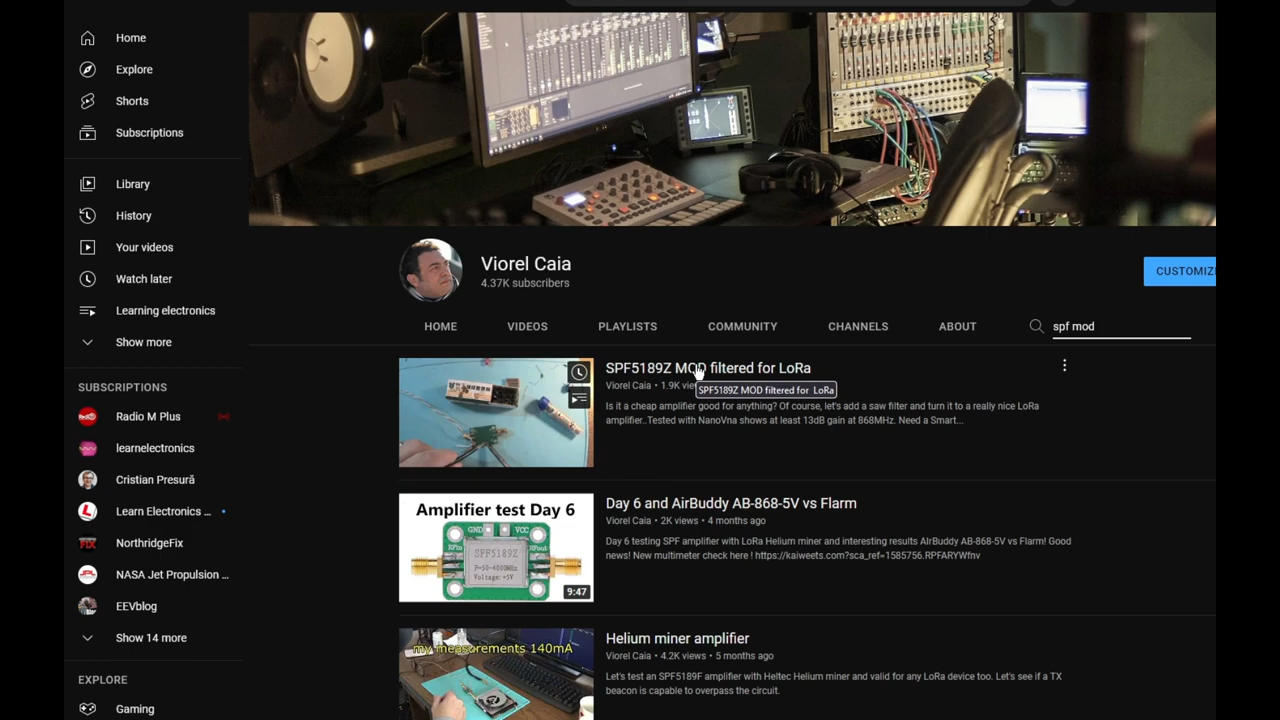 Home
Explore
Shorts
Subscriptions
Library
History
Your videos
Watch later
Learning electronics
Show more
SUBSCRIPTIONS
Radio M Plus
learnelectronics
Cristian Presură
Learn Electronics ...
NorthridgeFix
NASA Jet Propulsion ...
EEVblog
Show 14 more
EXPLORE
Gaming
Viorel Caia
4.37K subscribers
CUSTOMIZ
HOME VIDEOS PLAYLISTS COMMUNITY CHANNELS ABOUT spf mod
SPF5189Z MOD filtered for LoRa
Viorel Caia • 1.9K vie
SPF5189Z MOD filtered for LoRa
Is it a cheap amplifier good for anything? Of course, let's add a saw filter and turn it to a really nice LoRa
amplifier..Tested with NanoVna shows at least 13dB gain at 868MHz. Need a Smart...
Amplifier test Day 6
GND VCC
RFin RFout
SPF5189Z
F=50-4000MHz
Voltage:+5V
9:47
Day 6 and AirBuddy AB-868-5V vs Flarm
Viorel Caia • 2K views • 4 months ago
Day 6 testing SPF amplifier with LoRa Helium miner and interesting results AIrBuddy AB-868-5V vs Flarm! Good
news! New multimeter check here ! https://kaiweets.com?sca_ref=1585756.RPFARYWfnv
my measurements 140mA
Helium miner amplifier
Viorel Caia • 4.2K views • 5 months ago
Let's test an SPF5189F amplifier with Heltec Helium miner and valid for any LoRa device too. Let's see if a TX
beacon is capable to overpass the circuit.